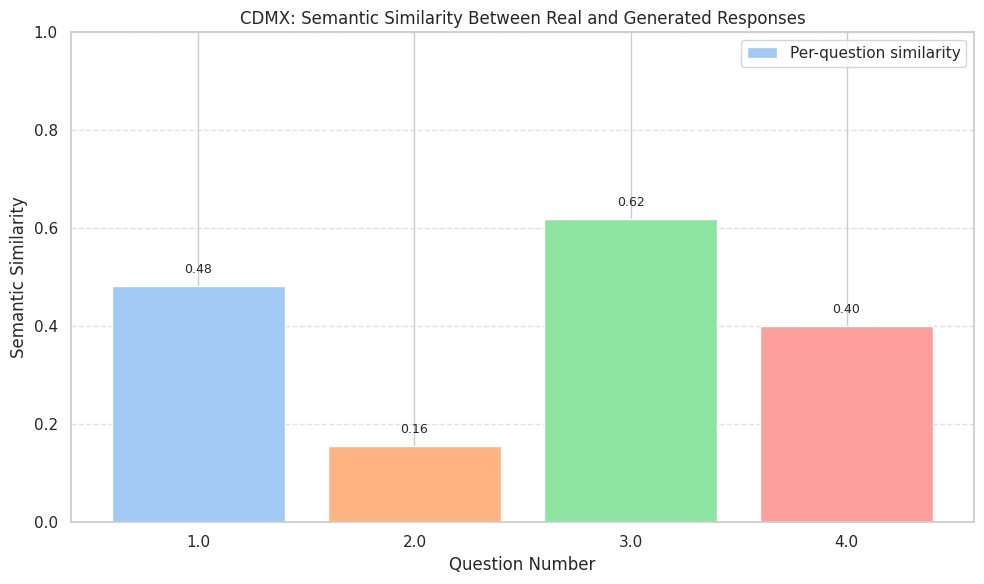 CDMX: Semantic Similarity Between Real and Generated Responses
1.0
Per-question similarity
0.8
0.62
0.6
Semantic Similarity
0.48
0.40
0.4
0.16
0.2
0.0
1.0 2.0 3.0 4.0
Question Number